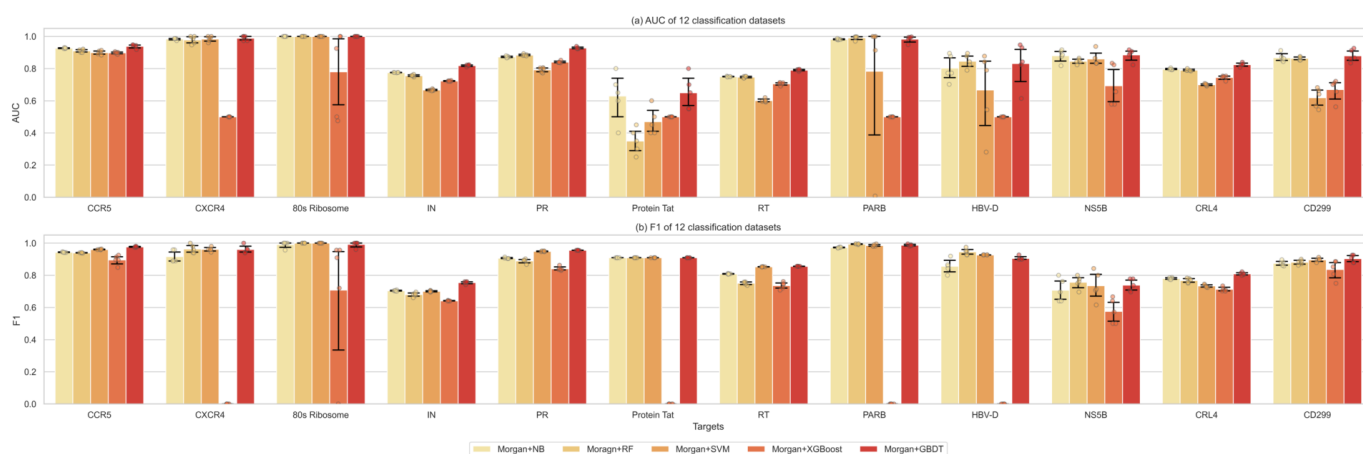 (a) AUC of 12 classification datasets
1.0
0.8
0.6
0.4
0.2
0.0
AUC
CCR5 CXCR4 80s Ribosome IN PR Protein Tat RT PARB HBV-D NS5B CRL4 CD299
(b) F1 of 12 classification datasets
1.0
0.8
0.6
0.4
0.2
0.0
F1
CCR5 CXCR4 80s Ribosome IN PR Protein Tat RT PARB HBV-D NS5B CRL4 CD299
Targets
Morgan+NB Moragn+RF Morgan+SVM Morgan+XGBoost Morgan+GBDT